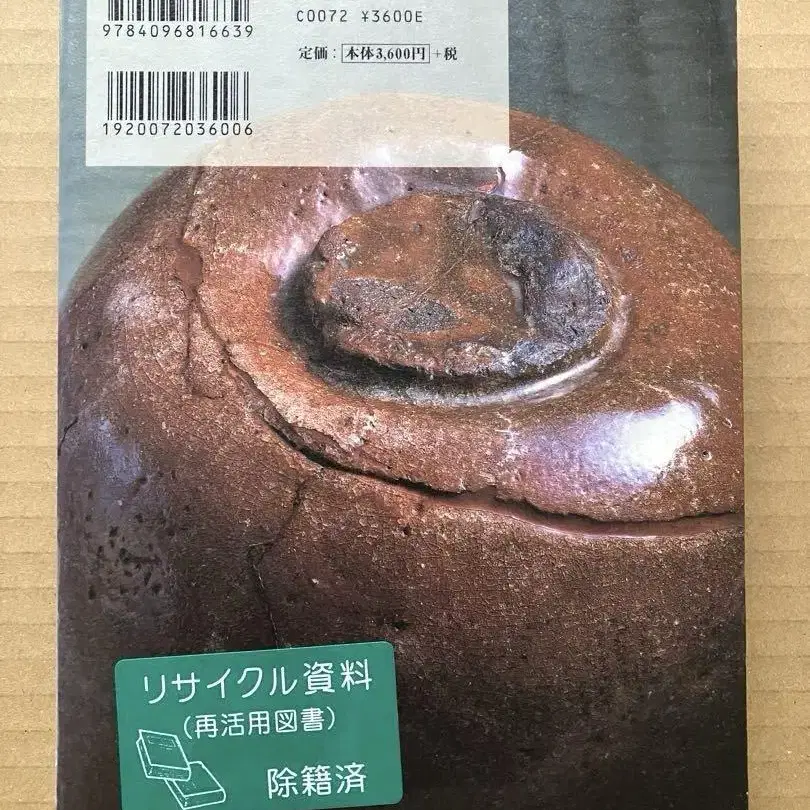 9784096816639
C0072 ¥3600E
定価：本体3,600円+税
1920072036006
リサイクル資料
(再活用図書)
除籍済